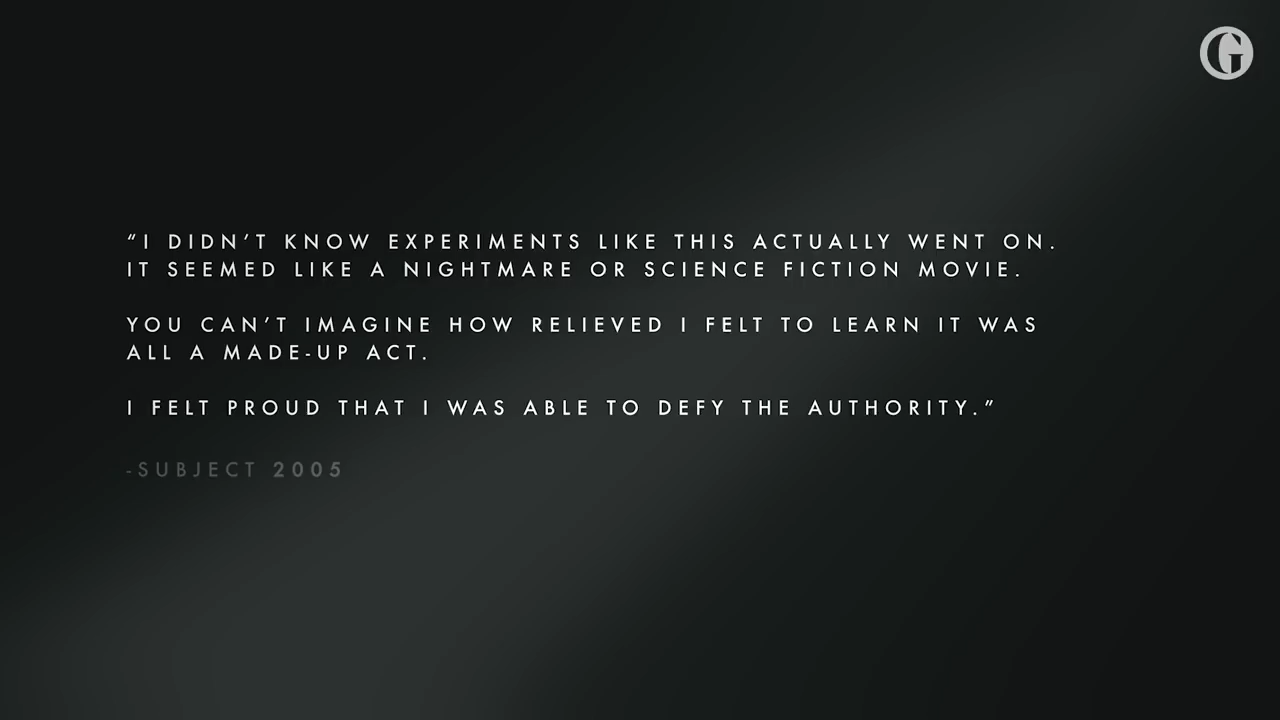 “I DIDN’T KNOW EXPERIMENTS LIKE THIS ACTUALLY WENT ON.
IT SEEMED LIKE A NIGHTMARE OR SCIENCE FICTION MOVIE.
YOU CAN’T IMAGINE HOW RELIEVED I FELT TO LEARN IT WAS
ALL A MADE-UP ACT.
I FELT PROUD THAT I WAS ABLE TO DEFY THE AUTHORITY.”
-SUBJECT 2005
G